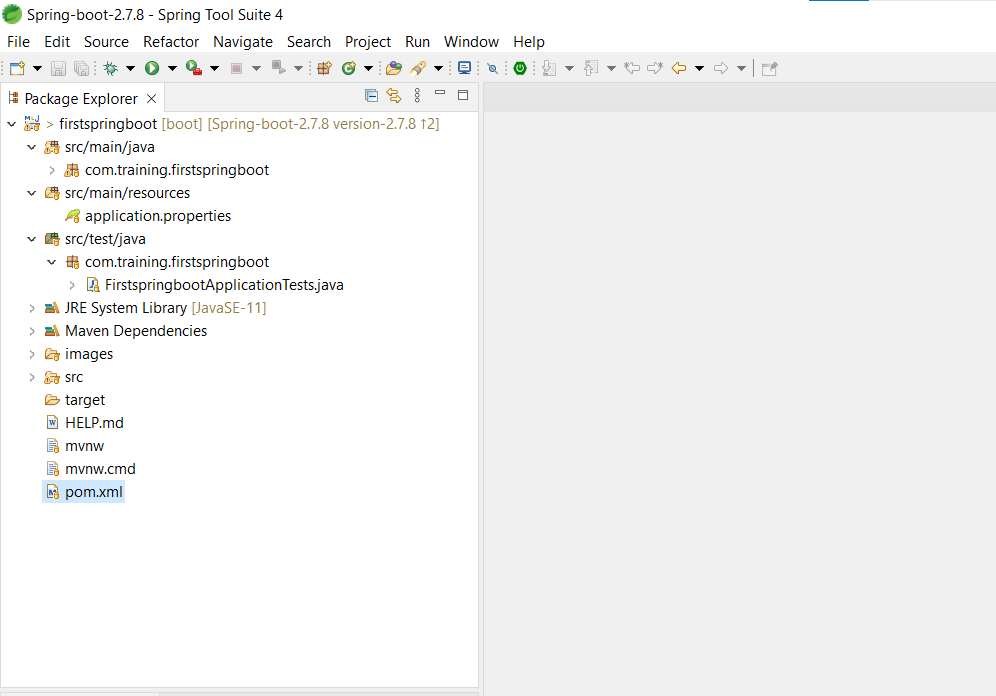 Spring-boot-2.7.8 - Spring Tool Suite 4
File Edit Source Refactor Navigate Search Project Run Window Help
Package Explorer
> firstspringboot [boot] [Spring-boot-2.7.8 version-2.7.8 ↑2]
src/main/java
com.training.firstspringboot
src/main/resources
application.properties
src/test/java
com.training.firstspringboot
FirstspringbootApplicationTests.java
JRE System Library [JavaSE-11]
Maven Dependencies
images
src
target
HELP.md
mvnw
mvnw.cmd
pom.xml